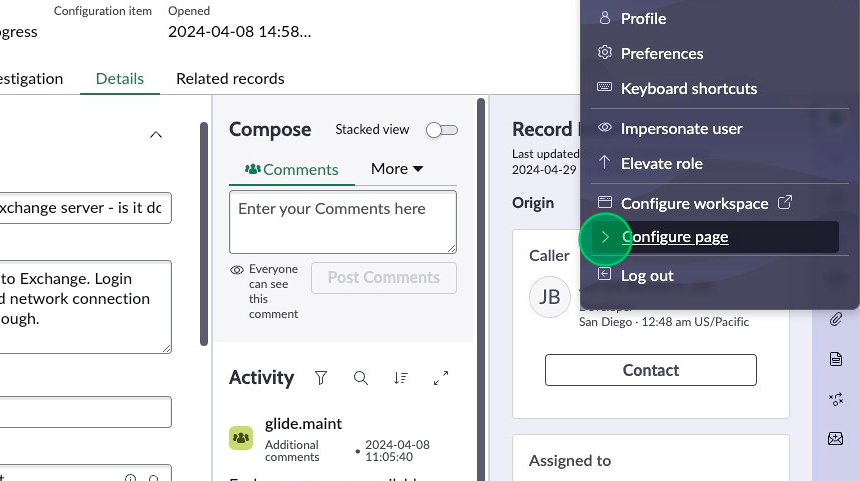 Configuration item
Opened
ogress
2024-04-08 14:58...
estigation
Details
Related records
xchange server - is it do
to Exchange. Login
d network connection
ough.
Compose
Stacked view
Comments
More
Enter your Comments here
Everyone
can see
this
comment
Post Comments
Activity
glide.maint
Additional
comments
• 2024-04-08
11:05:40
Record
Last updated
2024-04-29
Origin
Caller
JB
San Diego · 12:48 am US/Pacific
Contact
Assigned to
Profile
Preferences
Keyboard shortcuts
Impersonate user
Elevate role
Configure workspace
Configure page
Log out